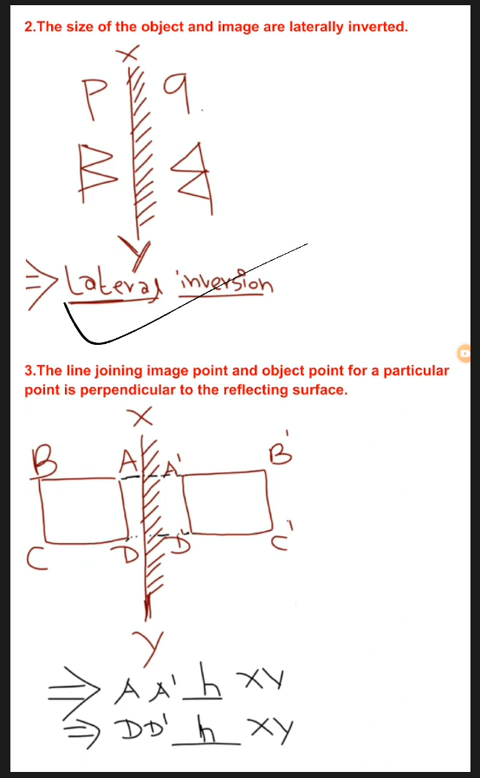 2.The size of the object and image are laterally inverted.
X
P q.
B B
Y
⇒ Lateral inversion
3.The line joining image point and object point for a particular
point is perpendicular to the reflecting surface.
X
B A A' B'
C D D' C'
Y
⇒ A A' h XY
⇒ DD' h XY